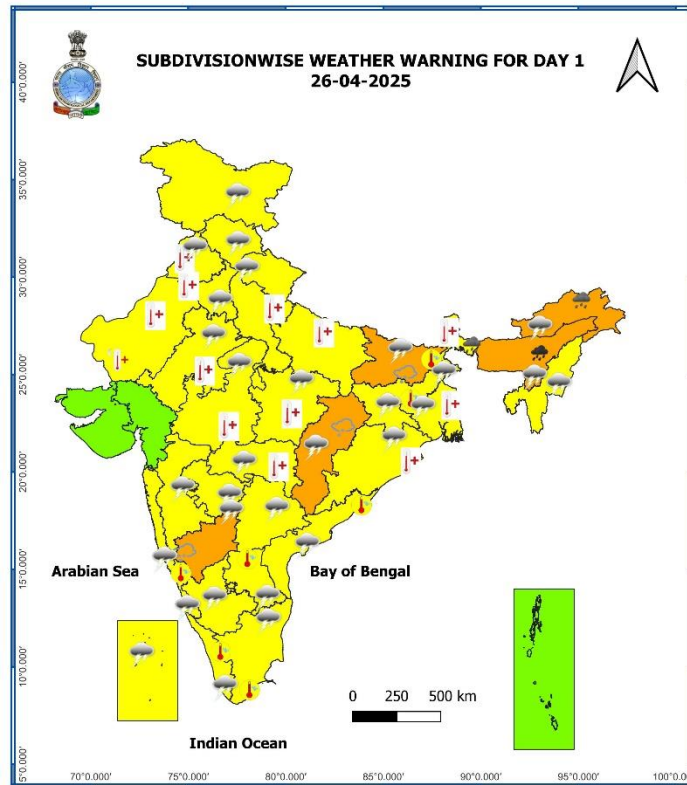 SUBDIVISIONWISE WEATHER WARNING FOR DAY 1
26-04-2025
40°0.000'
35°0.000'
30°0.000'
25°0.000'
20°0.000'
15°0.000'
10°0.000'
5°0.000'
Arabian Sea
Bay of Bengal
0 250 500 km
Indian Ocean
70°0.000' 75°0.000' 80°0.000' 85°0.000' 90°0.000' 95°0.000' 100°0.0